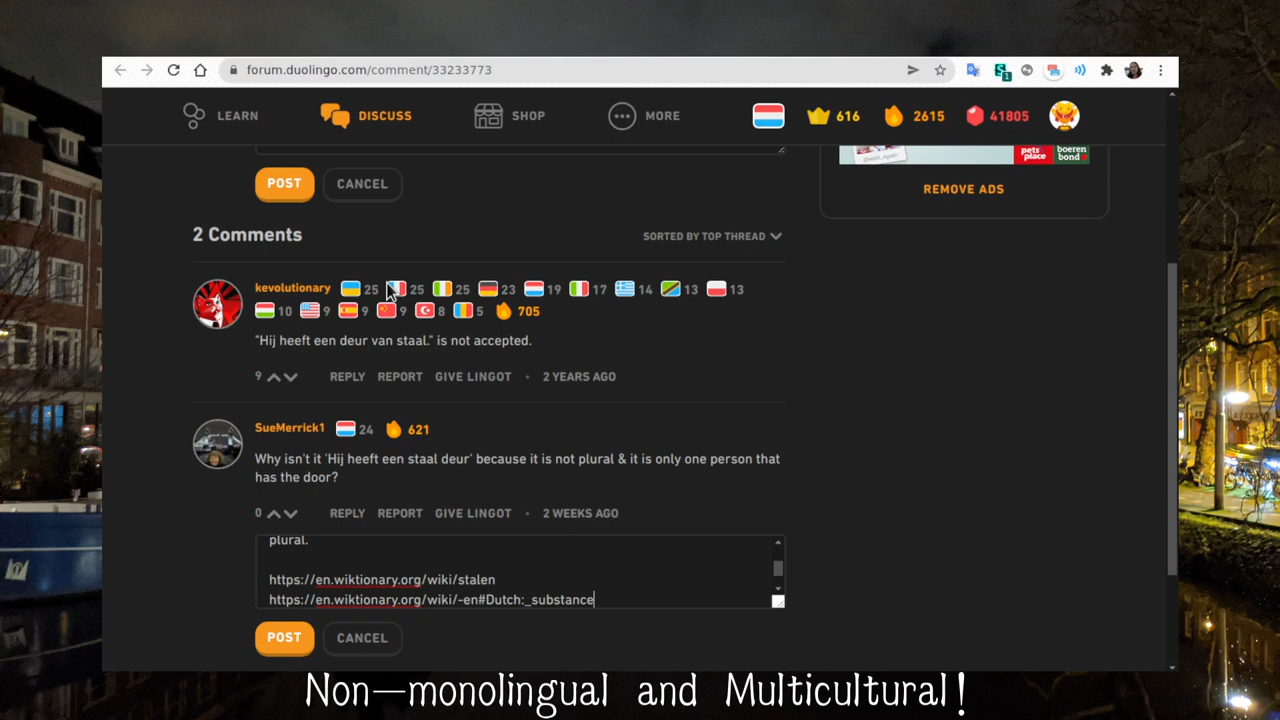 forum.duolingo.com/comment/33233773
LEARN DISCUSS SHOP MORE 616 2615 41805
pets place boeren bond
POST CANCEL REMOVE ADS
2 Comments SORTED BY TOP THREAD
kevolutionary 25 25 25 23 19 17 14 13 13
10 9 9 9 8 5 705
"Hij heeft een deur van staal." is not accepted.
9 REPLY REPORT GIVE LINGOT • 2 YEARS AGO
SueMerrick1 24 621
Why isn't it 'Hij heeft een staal deur' because it is not plural & it is only one person that
has the door?
0 REPLY REPORT GIVE LINGOT • 2 WEEKS AGO
plural.
https://en.wiktionary.org/wiki/stalen
https://en.wiktionary.org/wiki/-en#Dutch:_substance
POST CANCEL
Non—monolingual and Multicultural!